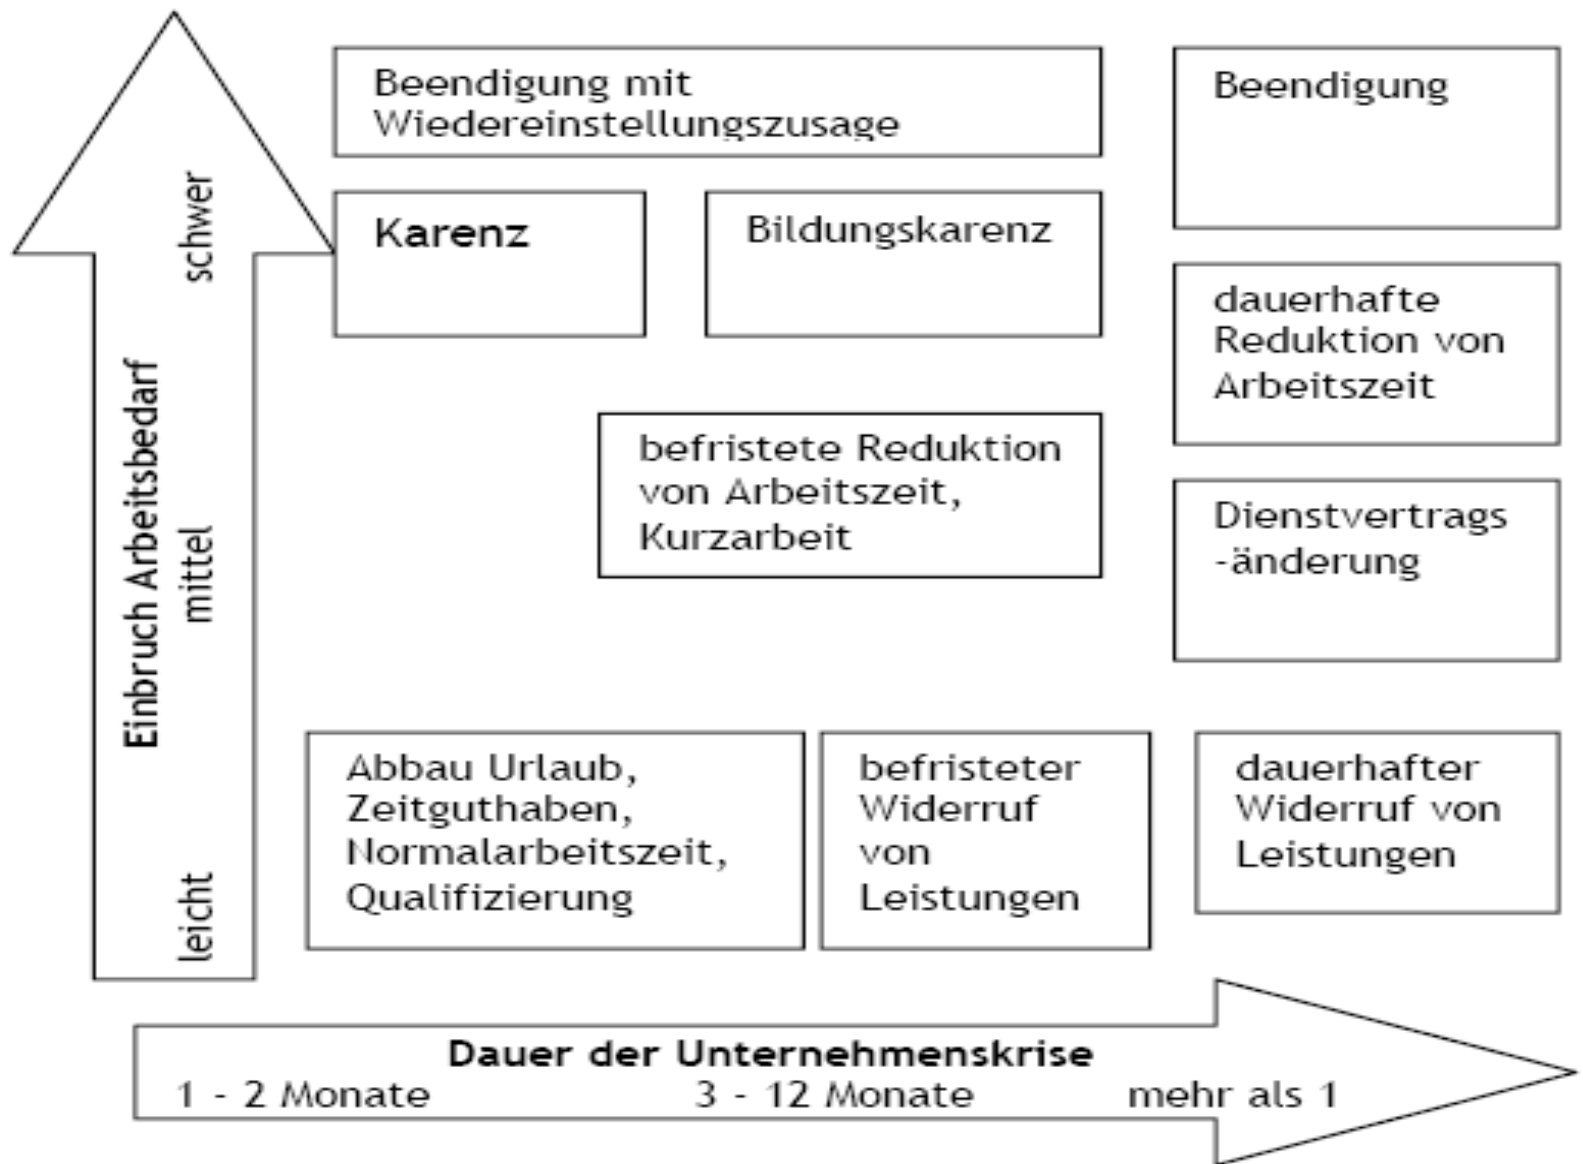 Beendigung mit
Wiedereinstellungszusage
Beendigung
schwer
Karenz
Bildungskarenz
dauerhafte
Reduktion von
Arbeitszeit
Einbruch Arbeitsbedarf
mittel
befristete Reduktion
von Arbeitszeit,
Kurzarbeit
Dienstvertrags
-änderung
leicht
Abbau Urlaub,
Zeitguthaben,
Normalarbeitszeit,
Qualifizierung
befristeter
Widerruf
von
Leistungen
dauerhafter
Widerruf von
Leistungen
Dauer der Unternehmenskrise
1 - 2 Monate 3 - 12 Monate mehr als 1